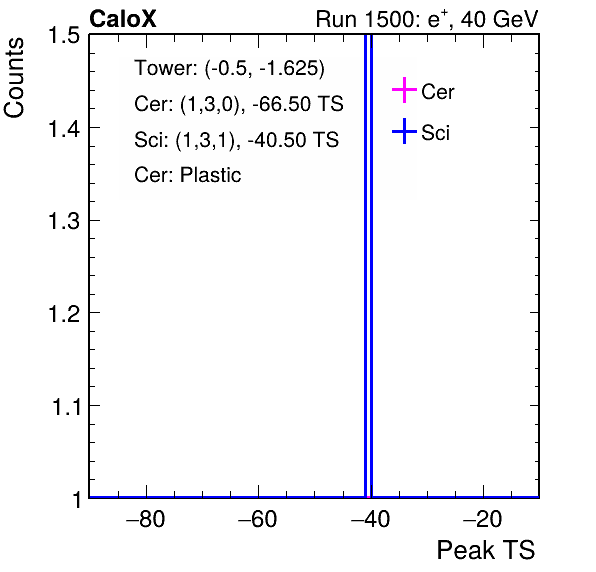 CaloX Run 1500: e+, 40 GeV
Counts
Tower: (-0.5, -1.625)
Cer: (1,3,0), -66.50 TS
Sci: (1,3,1), -40.50 TS
Cer: Plastic
Cer
Sci
1.5
1.4
1.3
1.2
1.1
1
−80 −60 −40 −20
Peak TS